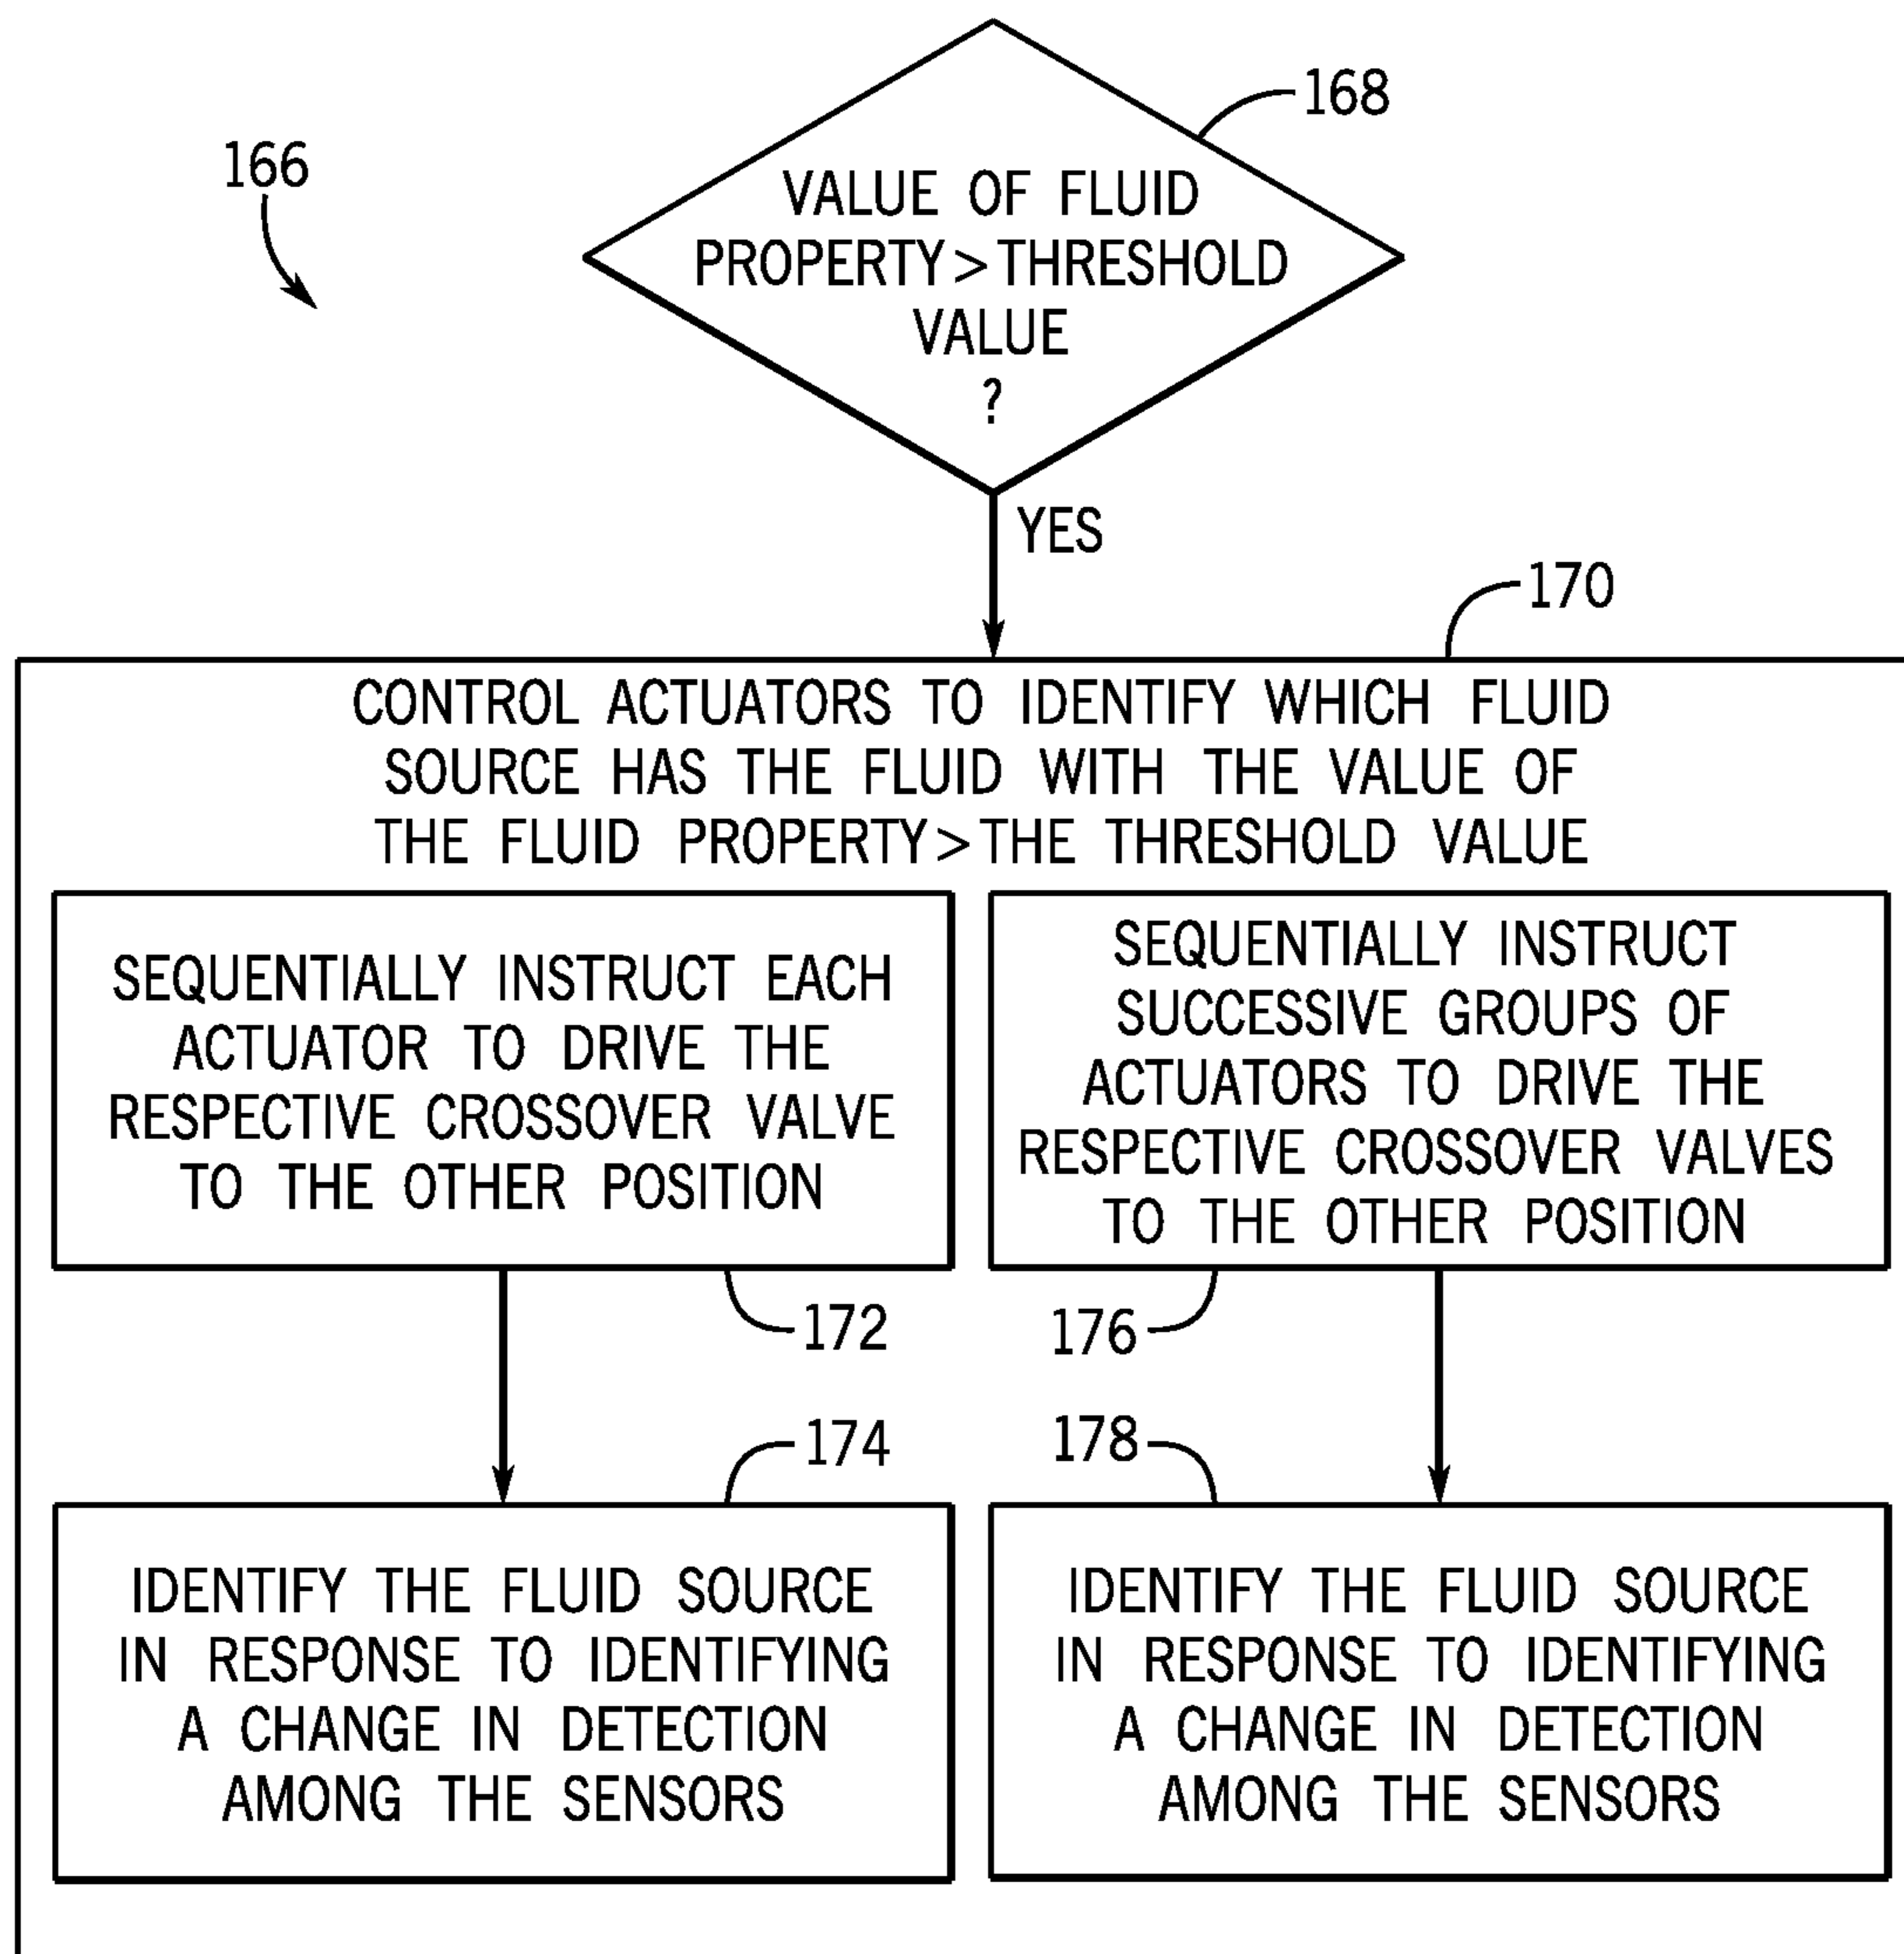 168
166
VALUE OF FLUID
PROPERTY>THRESHOLD
VALUE
?
YES
170
CONTROL ACTUATORS TO IDENTIFY WHICH FLUID
SOURCE HAS THE FLUID WITH THE VALUE OF
THE FLUID PROPERTY>THE THRESHOLD VALUE
SEQUENTIALLY INSTRUCT EACH
ACTUATOR TO DRIVE THE
RESPECTIVE CROSSOVER VALVE
TO THE OTHER POSITION
172
SEQUENTIALLY INSTRUCT
SUCCESSIVE GROUPS OF
ACTUATORS TO DRIVE THE
RESPECTIVE CROSSOVER VALVES
TO THE OTHER POSITION
176
174
IDENTIFY THE FLUID SOURCE
IN RESPONSE TO IDENTIFYING
A CHANGE IN DETECTION
AMONG THE SENSORS
178
IDENTIFY THE FLUID SOURCE
IN RESPONSE TO IDENTIFYING
A CHANGE IN DETECTION
AMONG THE SENSORS